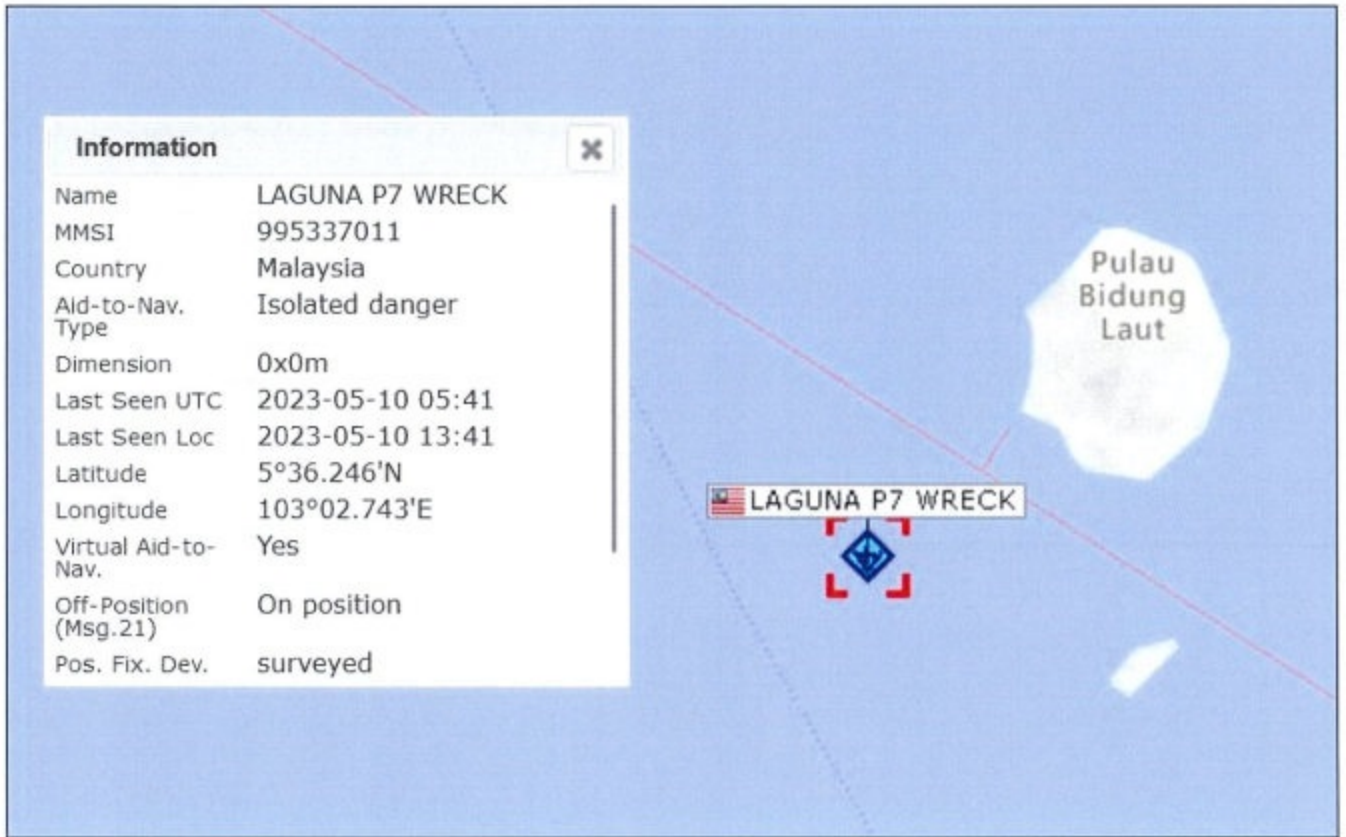 Information
Name LAGUNA P7 WRECK
MMSI 995337011
Country Malaysia
Aid-to-Nav. Isolated danger
Type
Dimension 0x0m
Last Seen UTC 2023-05-10 05:41
Last Seen Loc 2023-05-10 13:41
Latitude 5°36.246'N
Longitude 103°02.743'E
Virtual Aid-to- Yes
Nav.
Off-Position On position
(Msg.21)
Pos. Fix. Dev. surveyed
Pulau
Bidung
Laut
LAGUNA P7 WRECK